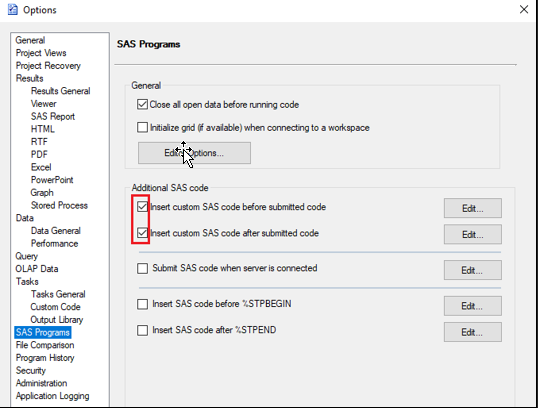 Options
General
Project Views
Project Recovery
Results
Results General
Viewer
SAS Report
HTML
RTF
PDF
Excel
PowerPoint
Graph
Stored Process
Data
Data General
Performance
Query
OLAP Data
Tasks
Tasks General
Custom Code
Output Library
SAS Programs
File Comparison
Program History
Security
Administration
Application Logging
SAS Programs
General
Close all open data before running code
Initialize grid (if available) when connecting to a workspace
Editor Options...
Additional SAS code
Insert custom SAS code before submitted code
Edit...
Insert custom SAS code after submitted code
Edit...
Submit SAS code when server is connected
Edit...
Insert SAS code before %STPBEGIN
Edit...
Insert SAS code after %STPEND
Edit...